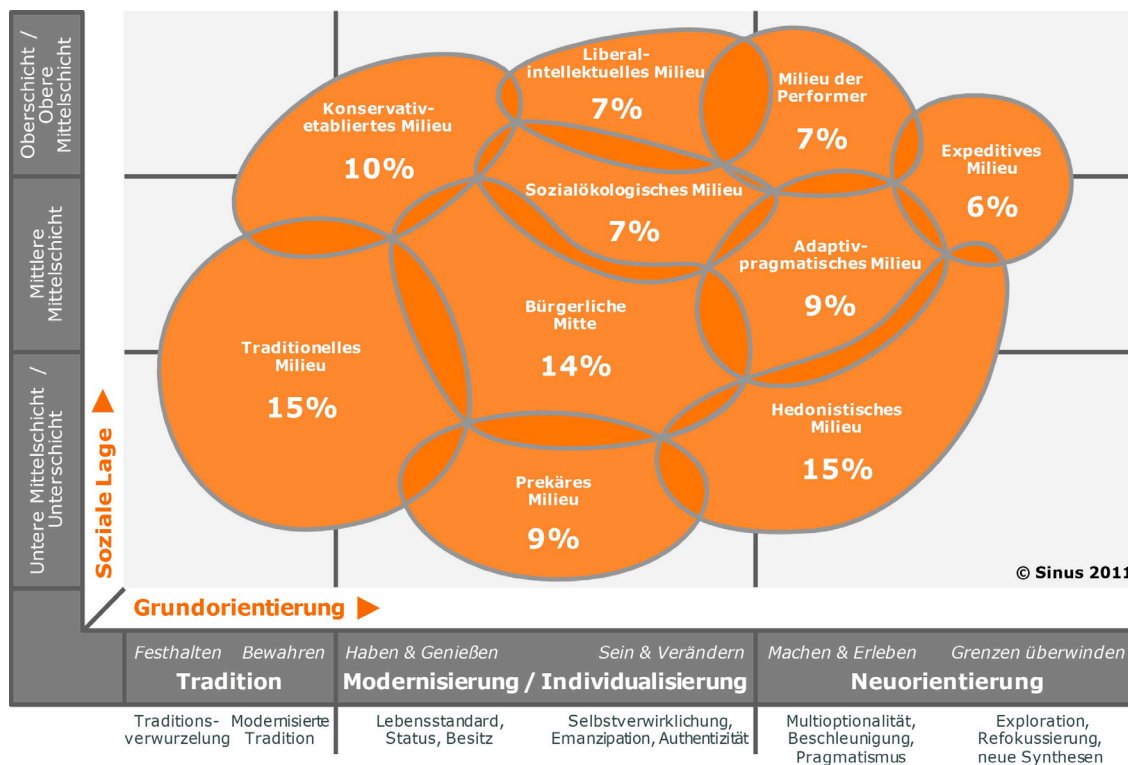 Oberschicht /
Obere
Mittelschicht
Mittlere
Mittelschicht
Untere Mittelschicht /
Unterschicht
Soziale Lage ▶
Konservativ-
etabliertes Milieu
10%
Liberal-
intellektuelles Milieu
7%
Milieu der
Performer
7%
Expeditives
Milieu
6%
Sozialökologisches Milieu
7%
Adaptiv-
pragmatisches Milieu
9%
Traditionelles
Milieu
15%
Bürgerliche
Mitte
14%
Hedonistisches
Milieu
15%
Prekäres
Milieu
9%
© Sinus 2011
Grundorientierung ▶
Festhalten Bewahren
Tradition
Haben & Genießen Sein & Verändern
Modernisierung / Individualisierung
Machen & Erleben Grenzen überwinden
Neuorientierung
Traditions-
verwurzelung
Modernisierte
Tradition
Lebensstandard,
Status, Besitz
Selbstverwirklichung,
Emanzipation, Authentizität
Multioptionalität,
Beschleunigung,
Pragmatismus
Exploration,
Refokussierung,
neue Synthesen